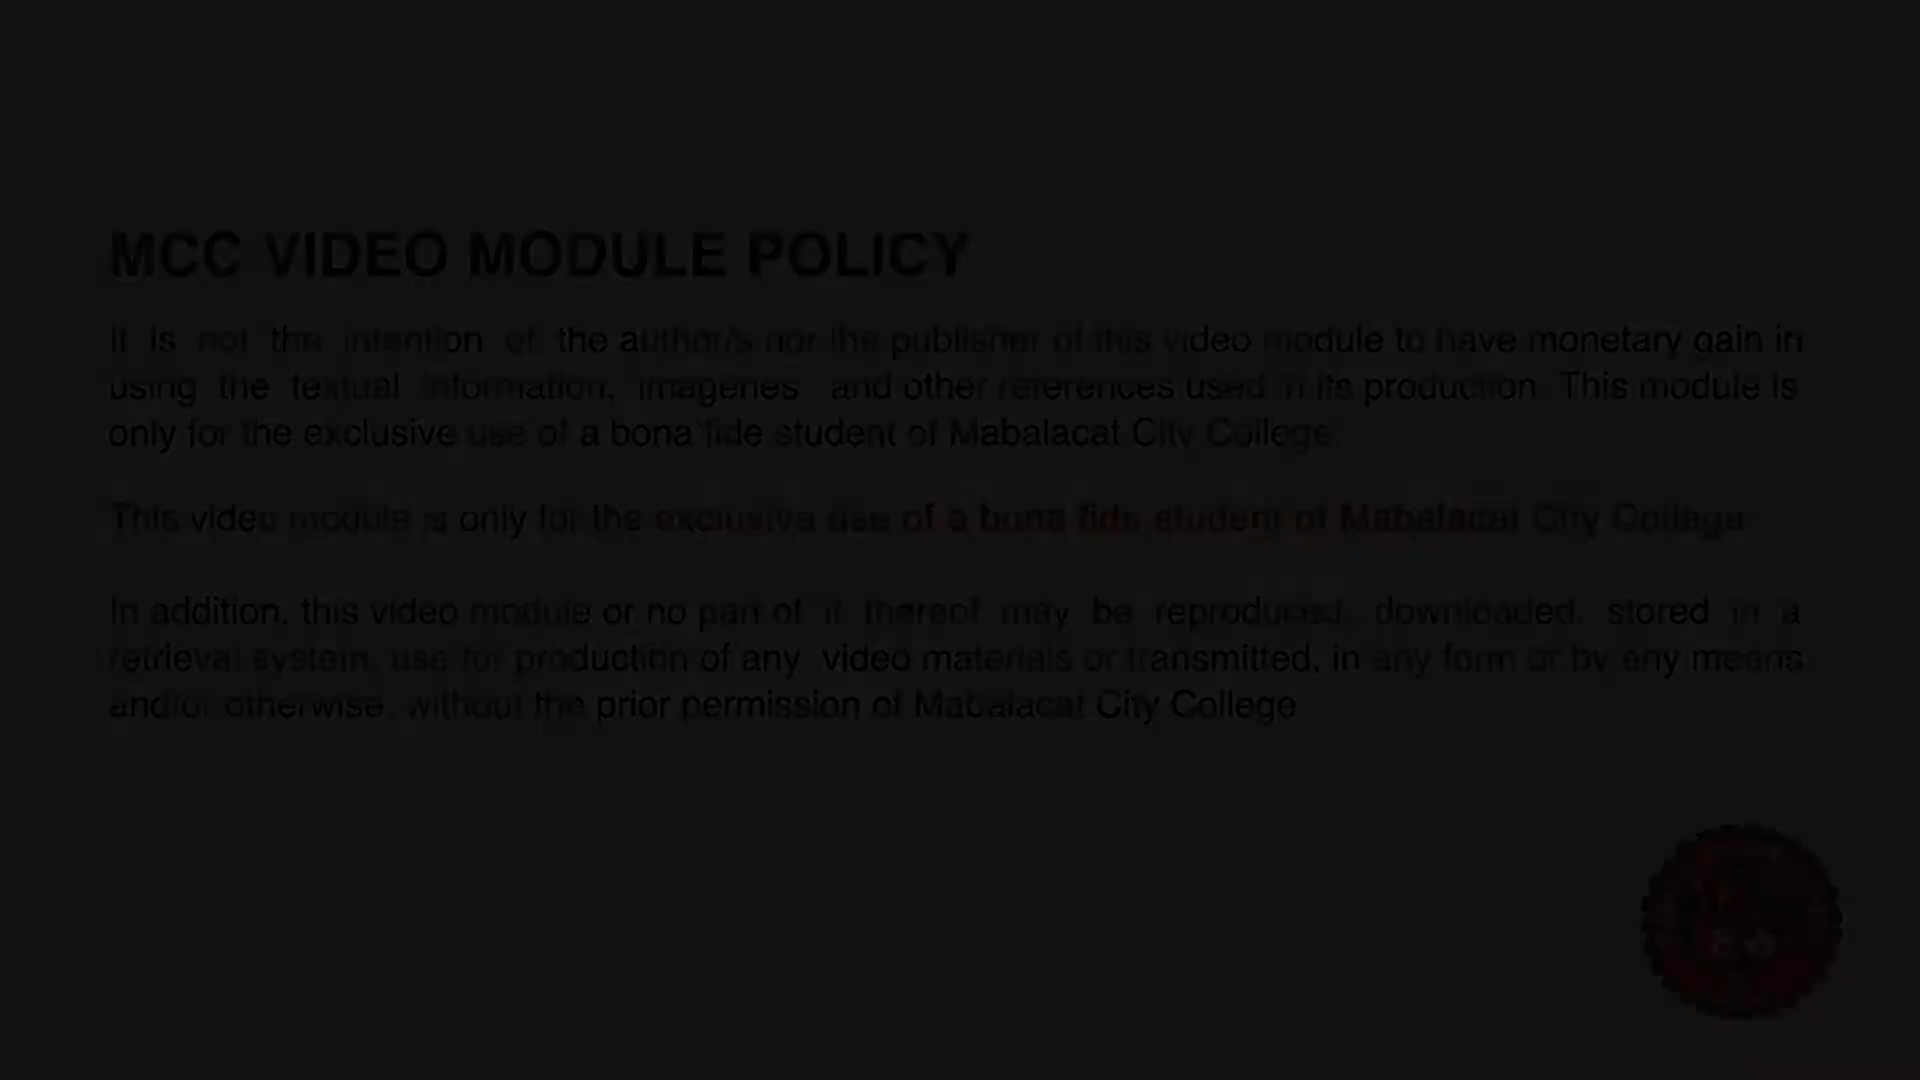 MCC VIDEO MODULE POLICY
It is not the intention of the author/s nor the publisher of this video module to have monetary gain in
using the textual information, imagenes and other references used in its production. This module is
only for the exclusive use of a bona fide student of Mabalacat City College.
This video module is only for the exclusive use of a bona fide student of Mabalacat City College.
In addition, this video module or no part of it thereof may be reproduced, downloaded, stored in a
retrieval system, use for production of any video materials or transmitted, in any form or by any means
and/or otherwise, without the prior permission of Mabalacat City College